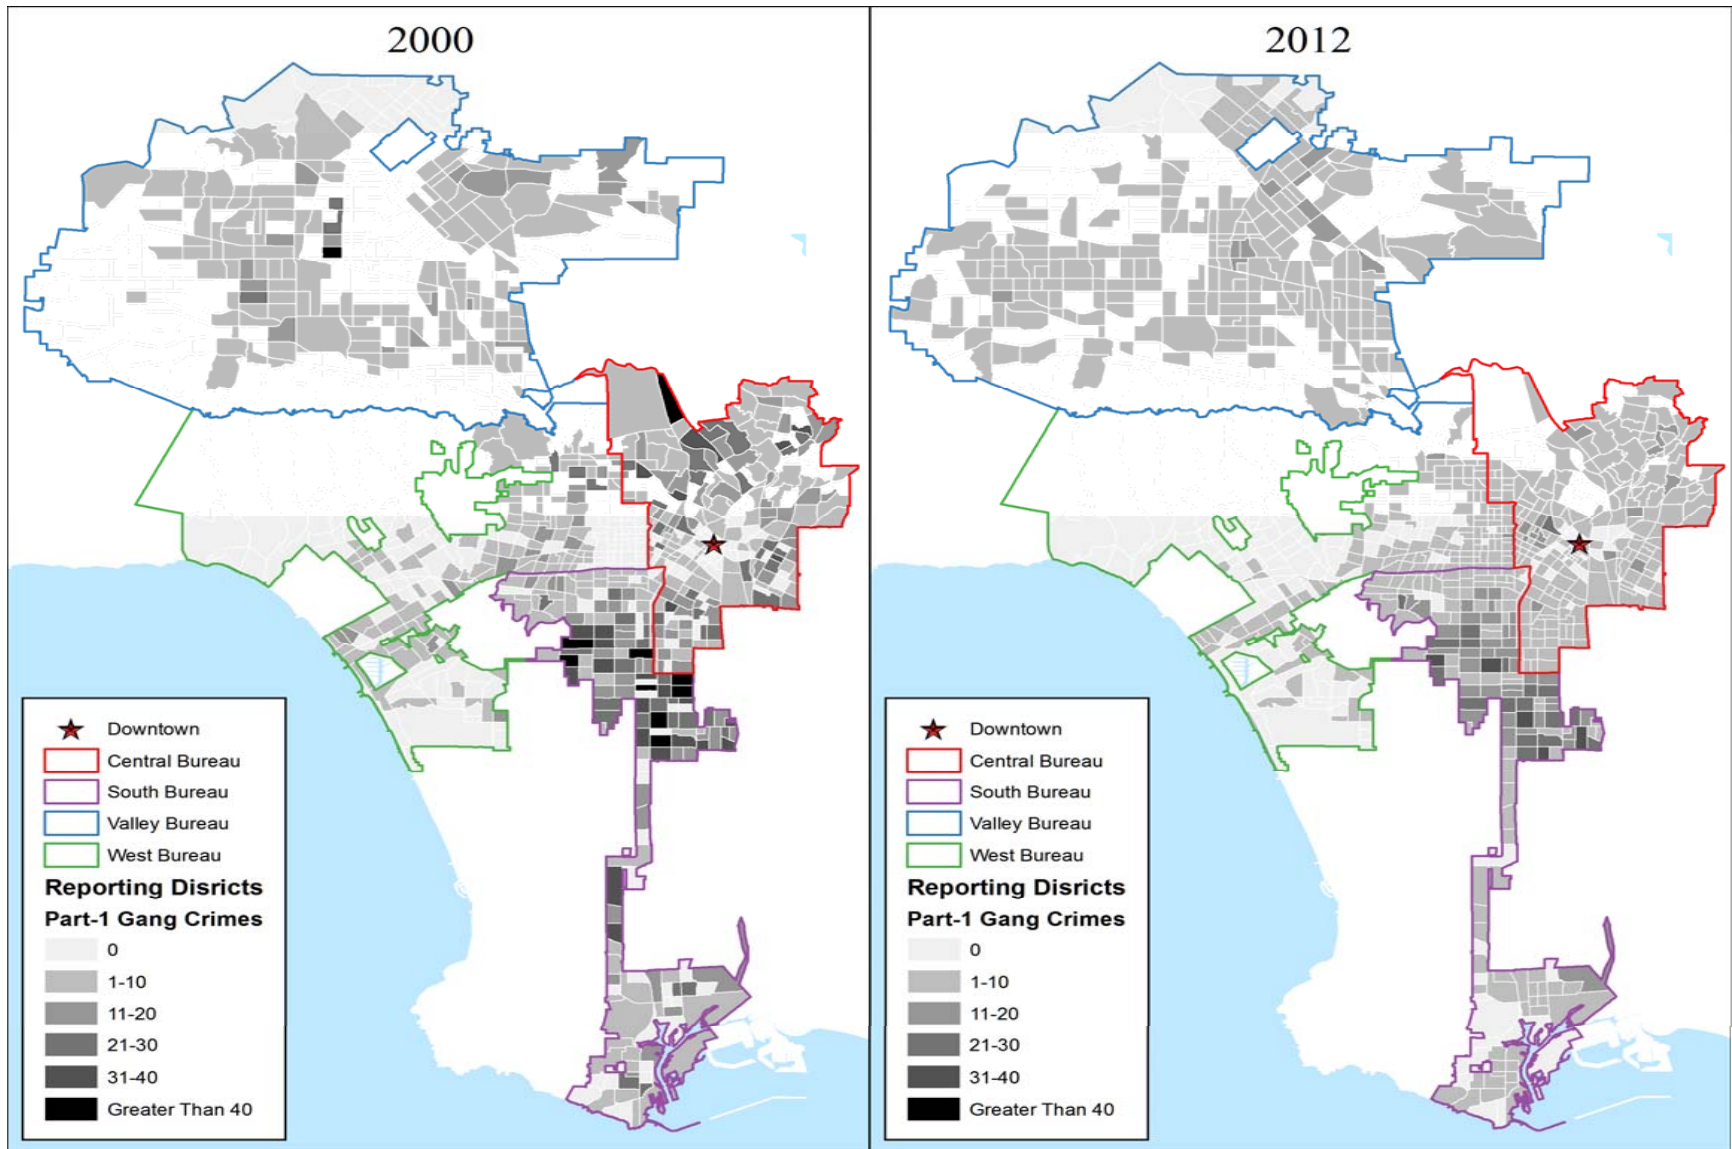 2000
Downtown
Central Bureau
South Bureau
Valley Bureau
West Bureau
Reporting Disricts
Part-1 Gang Crimes
0
1-10
11-20
21-30
31-40
Greater Than 40
2012
Downtown
Central Bureau
South Bureau
Valley Bureau
West Bureau
Reporting Disricts
Part-1 Gang Crimes
0
1-10
11-20
21-30
31-40
Greater Than 40